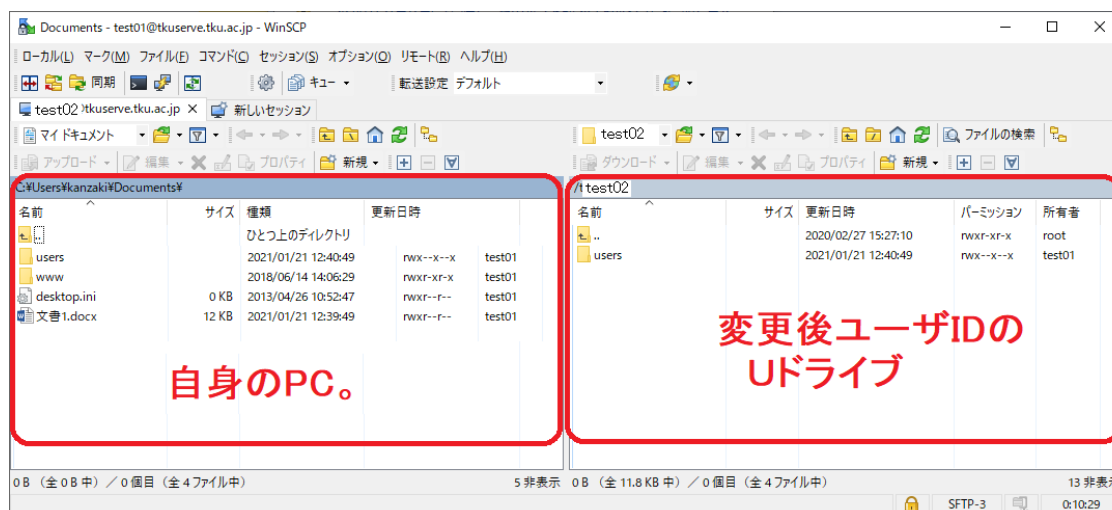 Documents - test01@tkuserve.tku.ac.jp - WinSCP
ローカル(L) マーク(M) ファイル(F) コマンド(C) セッション(S) オプション(O) リモート(R) ヘルプ(H)
同期 キュー 転送設定 デフォルト
test02 tkuserve.tku.ac.jp × 新しいセッション
マイ ドキュメント
test02 ファイルの検索
アップロード 編集 プロパティ 新規
ダウンロード 編集 プロパティ 新規
C:¥Users¥kanzaki¥Documents¥
/ttest02
名前 サイズ 種類 更新日時
.. ひとつ上のディレクトリ
users 2021/01/21 12:40:49 rwx--x--x test01
www 2018/06/14 14:06:29 rwxr-xr-x test01
desktop.ini 0 KB 2013/04/26 10:52:47 rwxr--r-- test01
文書1.docx 12 KB 2021/01/21 12:39:49 rwxr--r-- test01
自身のPC。
名前 サイズ 更新日時 パーミッション 所有者
.. 2020/02/27 15:27:10 rwxr-xr-x root
users 2021/01/21 12:40:49 rwx--x--x test01
変更後ユーザIDの
Uドライブ
0 B （全 0 B 中）／ 0 個目（全 4 ファイル中） 5 非表示
0 B （全 11.8 KB 中）／ 0 個目（全 4 ファイル中） 13 非表示
SFTP-3 0:10:29